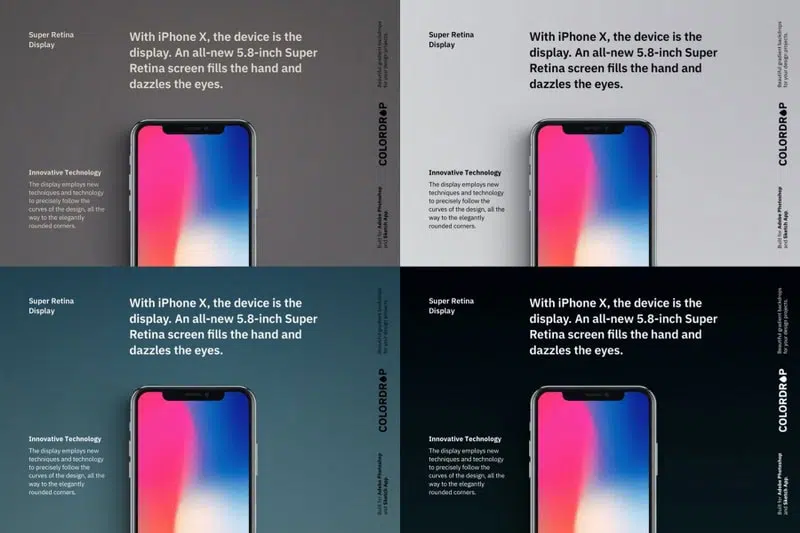 Super Retina
Display
With iPhone X, the device is the
display. An all-new 5.8-inch Super
Retina screen fills the hand and
dazzles the eyes.
Innovative Technology
The display employs new
techniques and technology
to precisely follow the
curves of the design, all the
way to the elegantly
rounded corners.
Beautiful gradient backdrops
for your design projects.
COLORDROP
Built for Adobe Photoshop
and Sketch App.
Super Retina
Display
With iPhone X, the device is the
display. An all-new 5.8-inch Super
Retina screen fills the hand and
dazzles the eyes.
Innovative Technology
The display employs new
techniques and technology
to precisely follow the
curves of the design, all the
way to the elegantly
rounded corners.
Beautiful gradient backdrops
for your design projects.
COLORDROP
Built for Adobe Photoshop
and Sketch App.
Super Retina
Display
With iPhone X, the device is the
display. An all-new 5.8-inch Super
Retina screen fills the hand and
dazzles the eyes.
Innovative Technology
The display employs new
techniques and technology
to precisely follow the
curves of the design, all the
way to the elegantly
rounded corners.
Beautiful gradient backdrops
for your design projects.
COLORDROP
Built for Adobe Photoshop
and Sketch App.
Super Retina
Display
With iPhone X, the device is the
display. An all-new 5.8-inch Super
Retina screen fills the hand and
dazzles the eyes.
Innovative Technology
The display employs new
techniques and technology
to precisely follow the
curves of the design, all the
way to the elegantly
rounded corners.
Beautiful gradient backdrops
for your design projects.
COLORDROP
Built for Adobe Photoshop
and Sketch App.